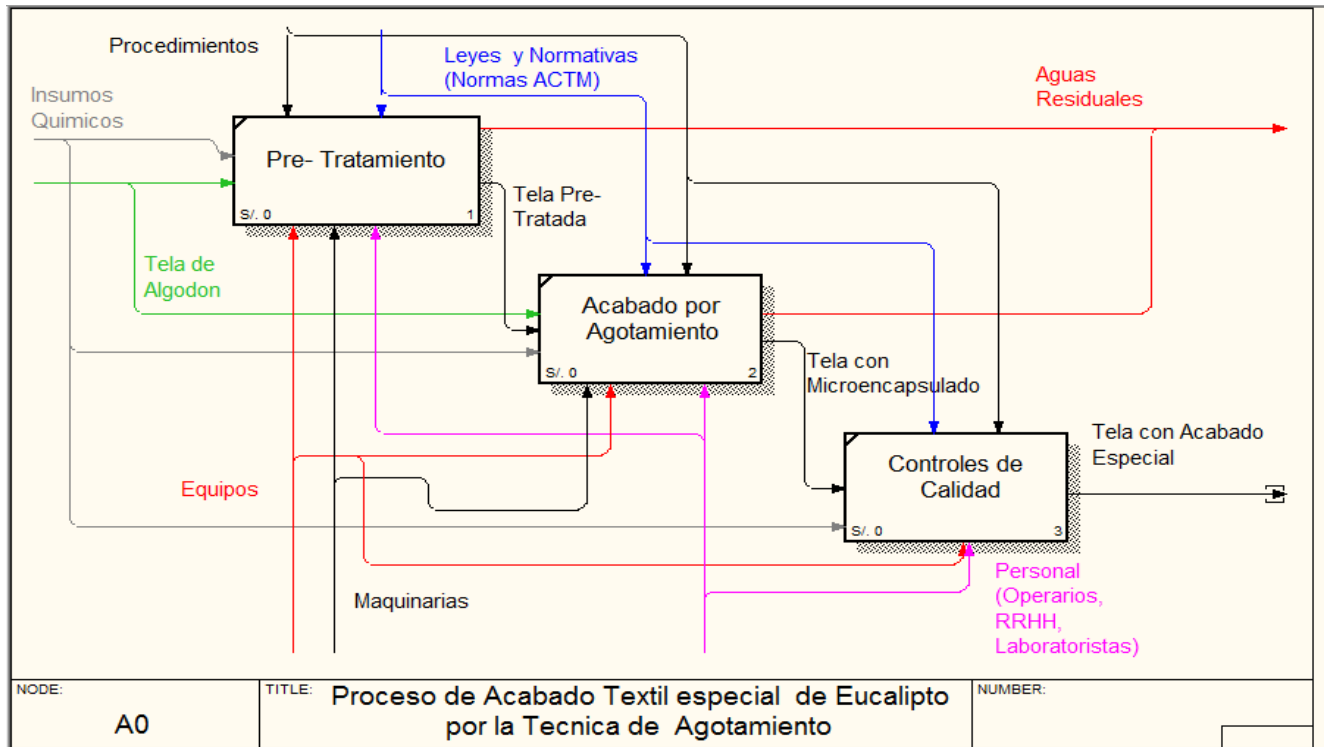 Procedimientos
Leyes y Normativas
(Normas ACTM)
Aguas
Residuales
Insumos
Quimicos
Pre- Tratamiento
S/. 0
1
Tela Pre-
Tratada
Tela de
Algodon
Acabado por
Agotamiento
S/. 0
2
Tela con
Microencapsulado
Tela con Acabado
Especial
Controles de
Calidad
S/. 0
3
Equipos
Maquinarias
Personal
(Operarios,
RRHH,
Laboratoristas)
NODE:
A0
TITLE:
Proceso de Acabado Textil especial de Eucalipto
por la Tecnica de Agotamiento
NUMBER: